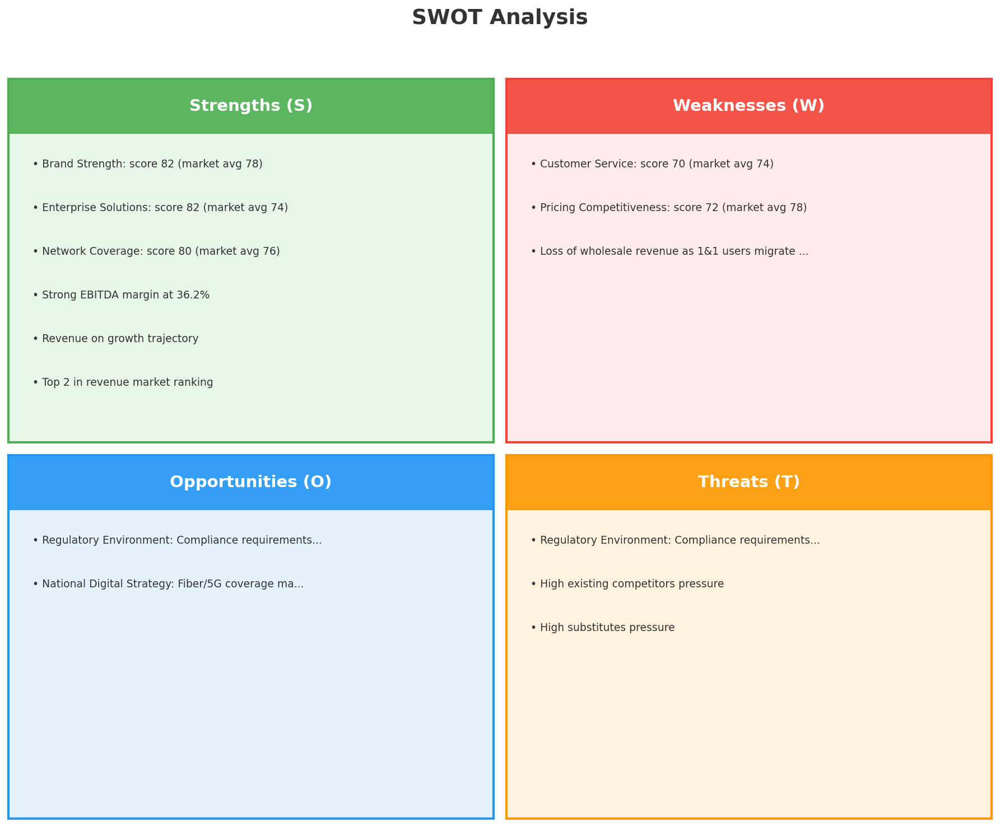 SWOT Analysis
Strengths (S)
• Brand Strength: score 82 (market avg 78)
• Enterprise Solutions: score 82 (market avg 74)
• Network Coverage: score 80 (market avg 76)
• Strong EBITDA margin at 36.2%
• Revenue on growth trajectory
• Top 2 in revenue market ranking
Weaknesses (W)
• Customer Service: score 70 (market avg 74)
• Pricing Competitiveness: score 72 (market avg 78)
• Loss of wholesale revenue as 1&1 users migrate ...
Opportunities (O)
• Regulatory Environment: Compliance requirements...
• National Digital Strategy: Fiber/5G coverage ma...
Threats (T)
• Regulatory Environment: Compliance requirements...
• High existing competitors pressure
• High substitutes pressure